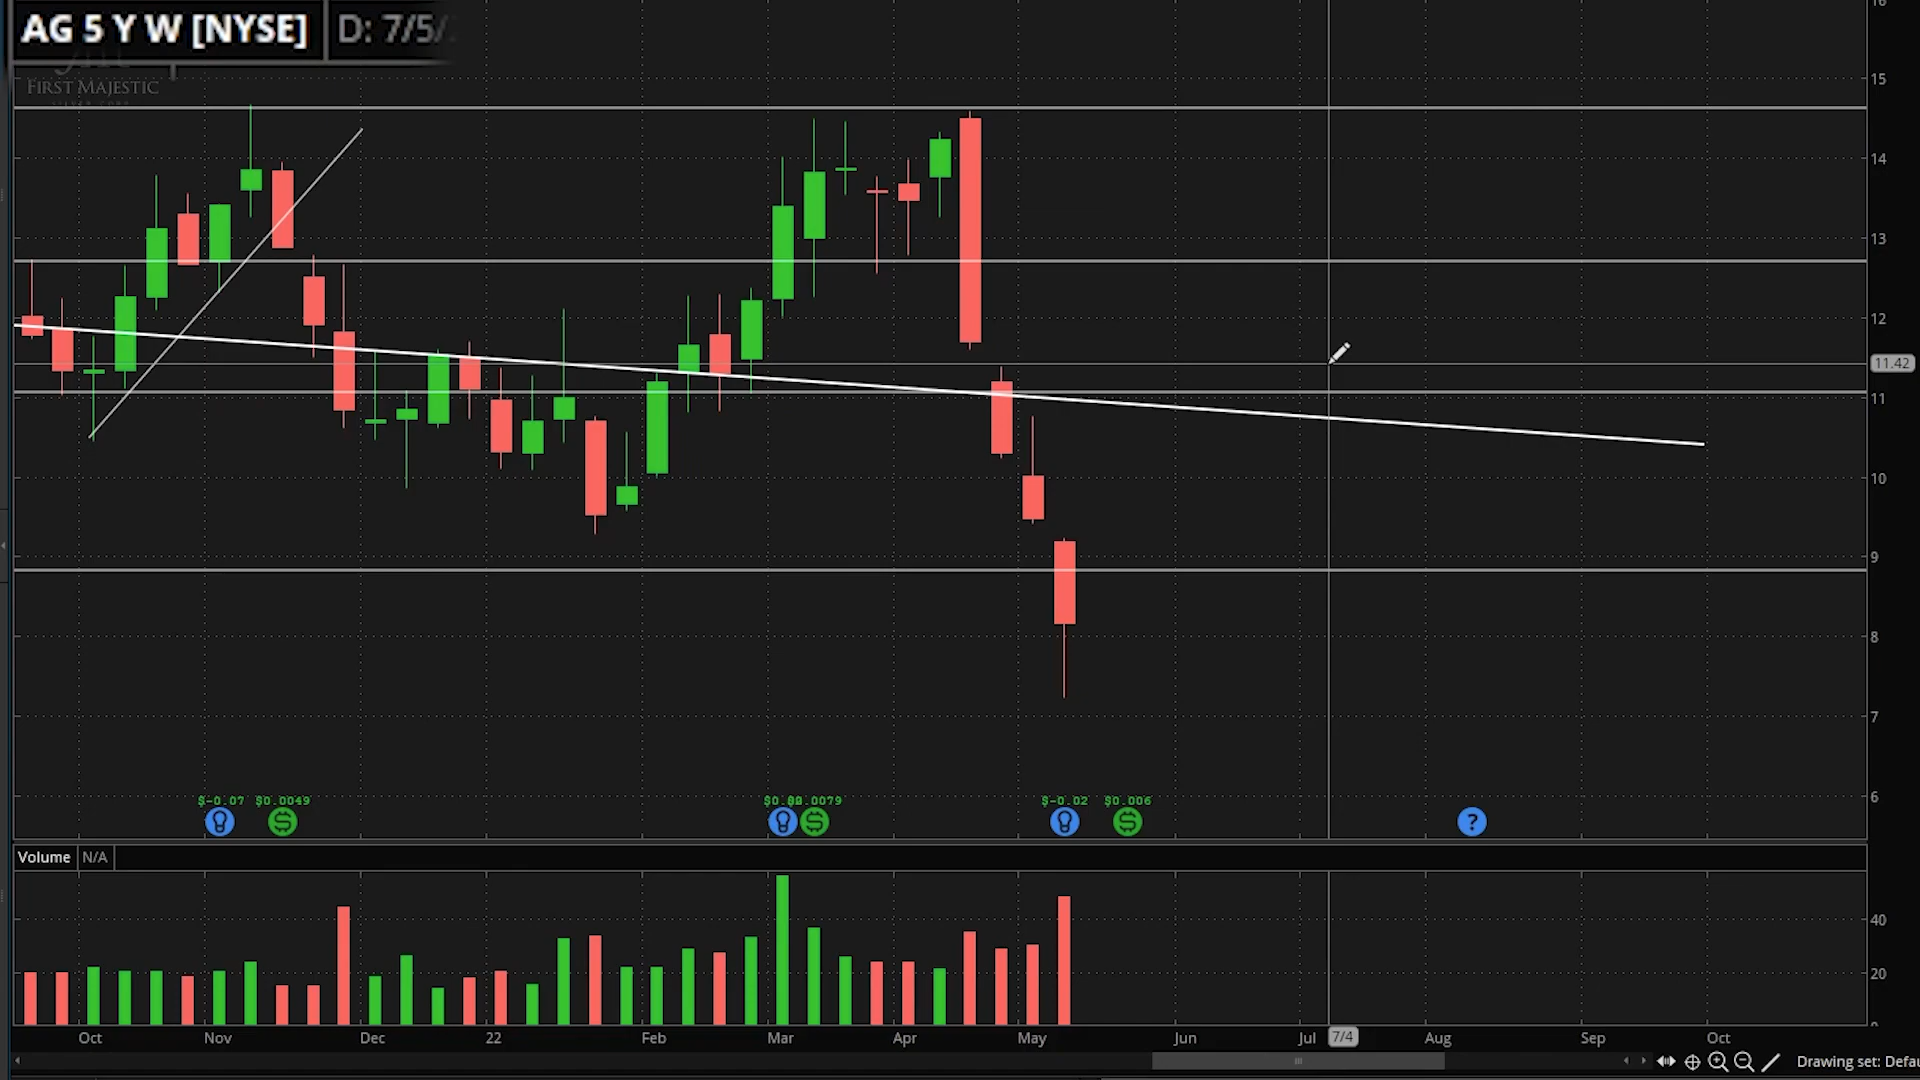 AG 5 Y W [NYSE] D: 7/5/
FIRST MAJESTIC
16
15
14
13
12
11.42
11
10
9
8
7
6
$-0.07 $0.0049 $-0.02 $0.006
?
Volume N/A
40
20
Oct Nov Dec 22 Feb Mar Apr May Jun Jul 7/4 Aug Sep Oct
Drawing set: Defau